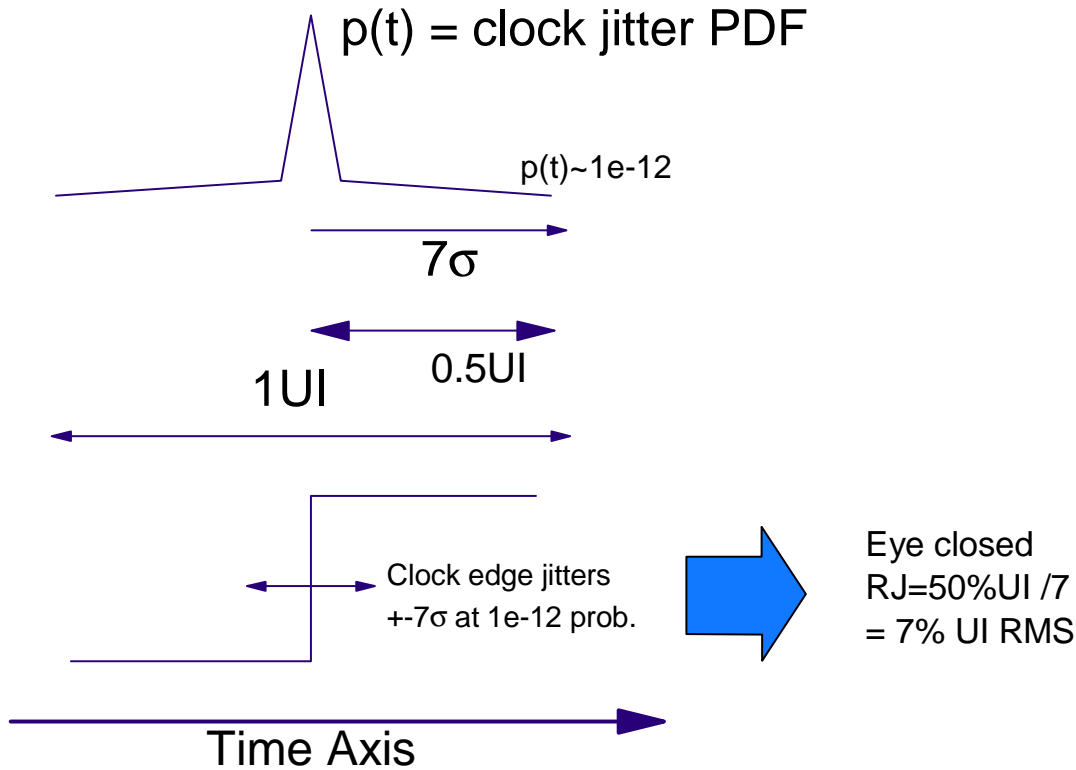 p(t) = clock jitter PDF
p(t)~1e-12
7σ
0.5UI
1UI
Clock edge jitters
+-7σ at 1e-12 prob.
Eye closed
RJ=50%UI /7
= 7% UI RMS
Time Axis